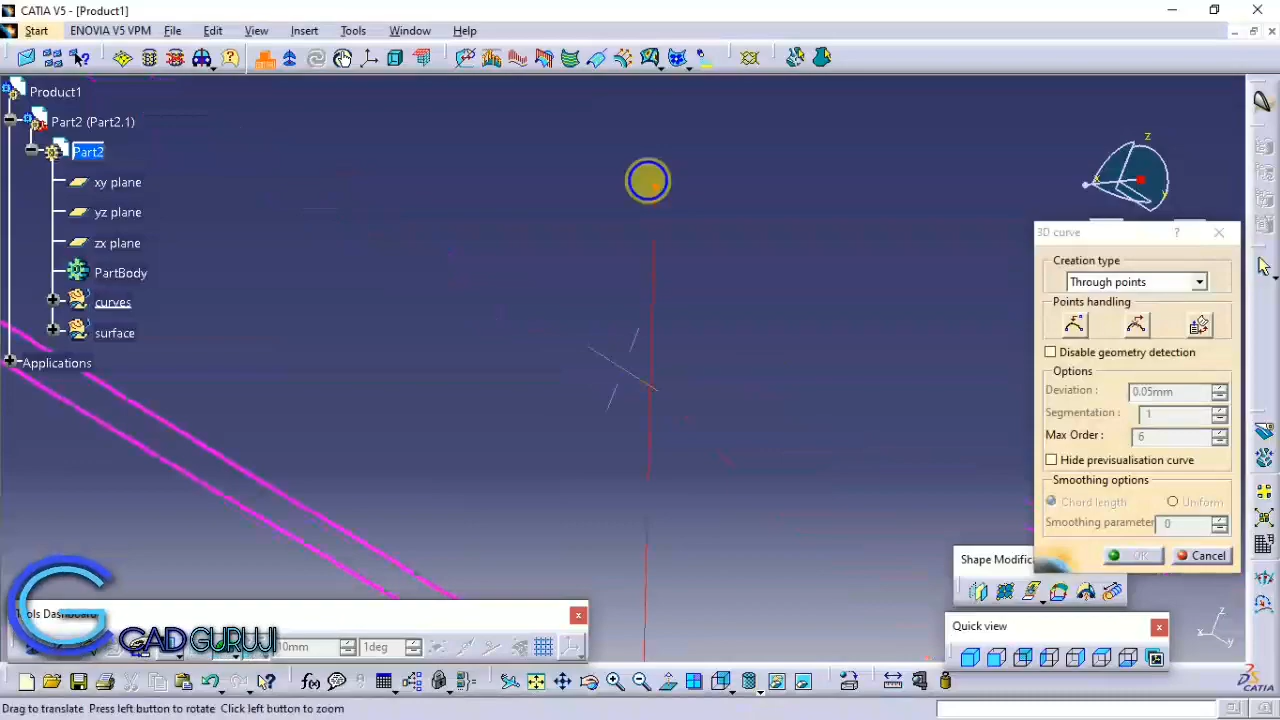 CATIA V5 - [Product1]
Start ENOVIA V5 VPM File Edit View Insert Tools Window Help
Product1
Part2 (Part2.1)
Part2
xy plane
yz plane
zx plane
PartBody
curves
surface
Applications
Z
3D curve
Creation type
Through points
Points handling
Disable geometry detection
Options
Deviation : 0.05mm
Segmentation : 1
Max Order : 6
Hide previsualisation curve
Smoothing options
Chord length Uniform
Smoothing parameter 0
OK Cancel
Shape Modific
Tools Dashboard
CAD GURUJI
10mm 1deg
Quick view
z
x
y
f(x)
CATIA
Drag to translate Press left button to rotate Click left button to zoom